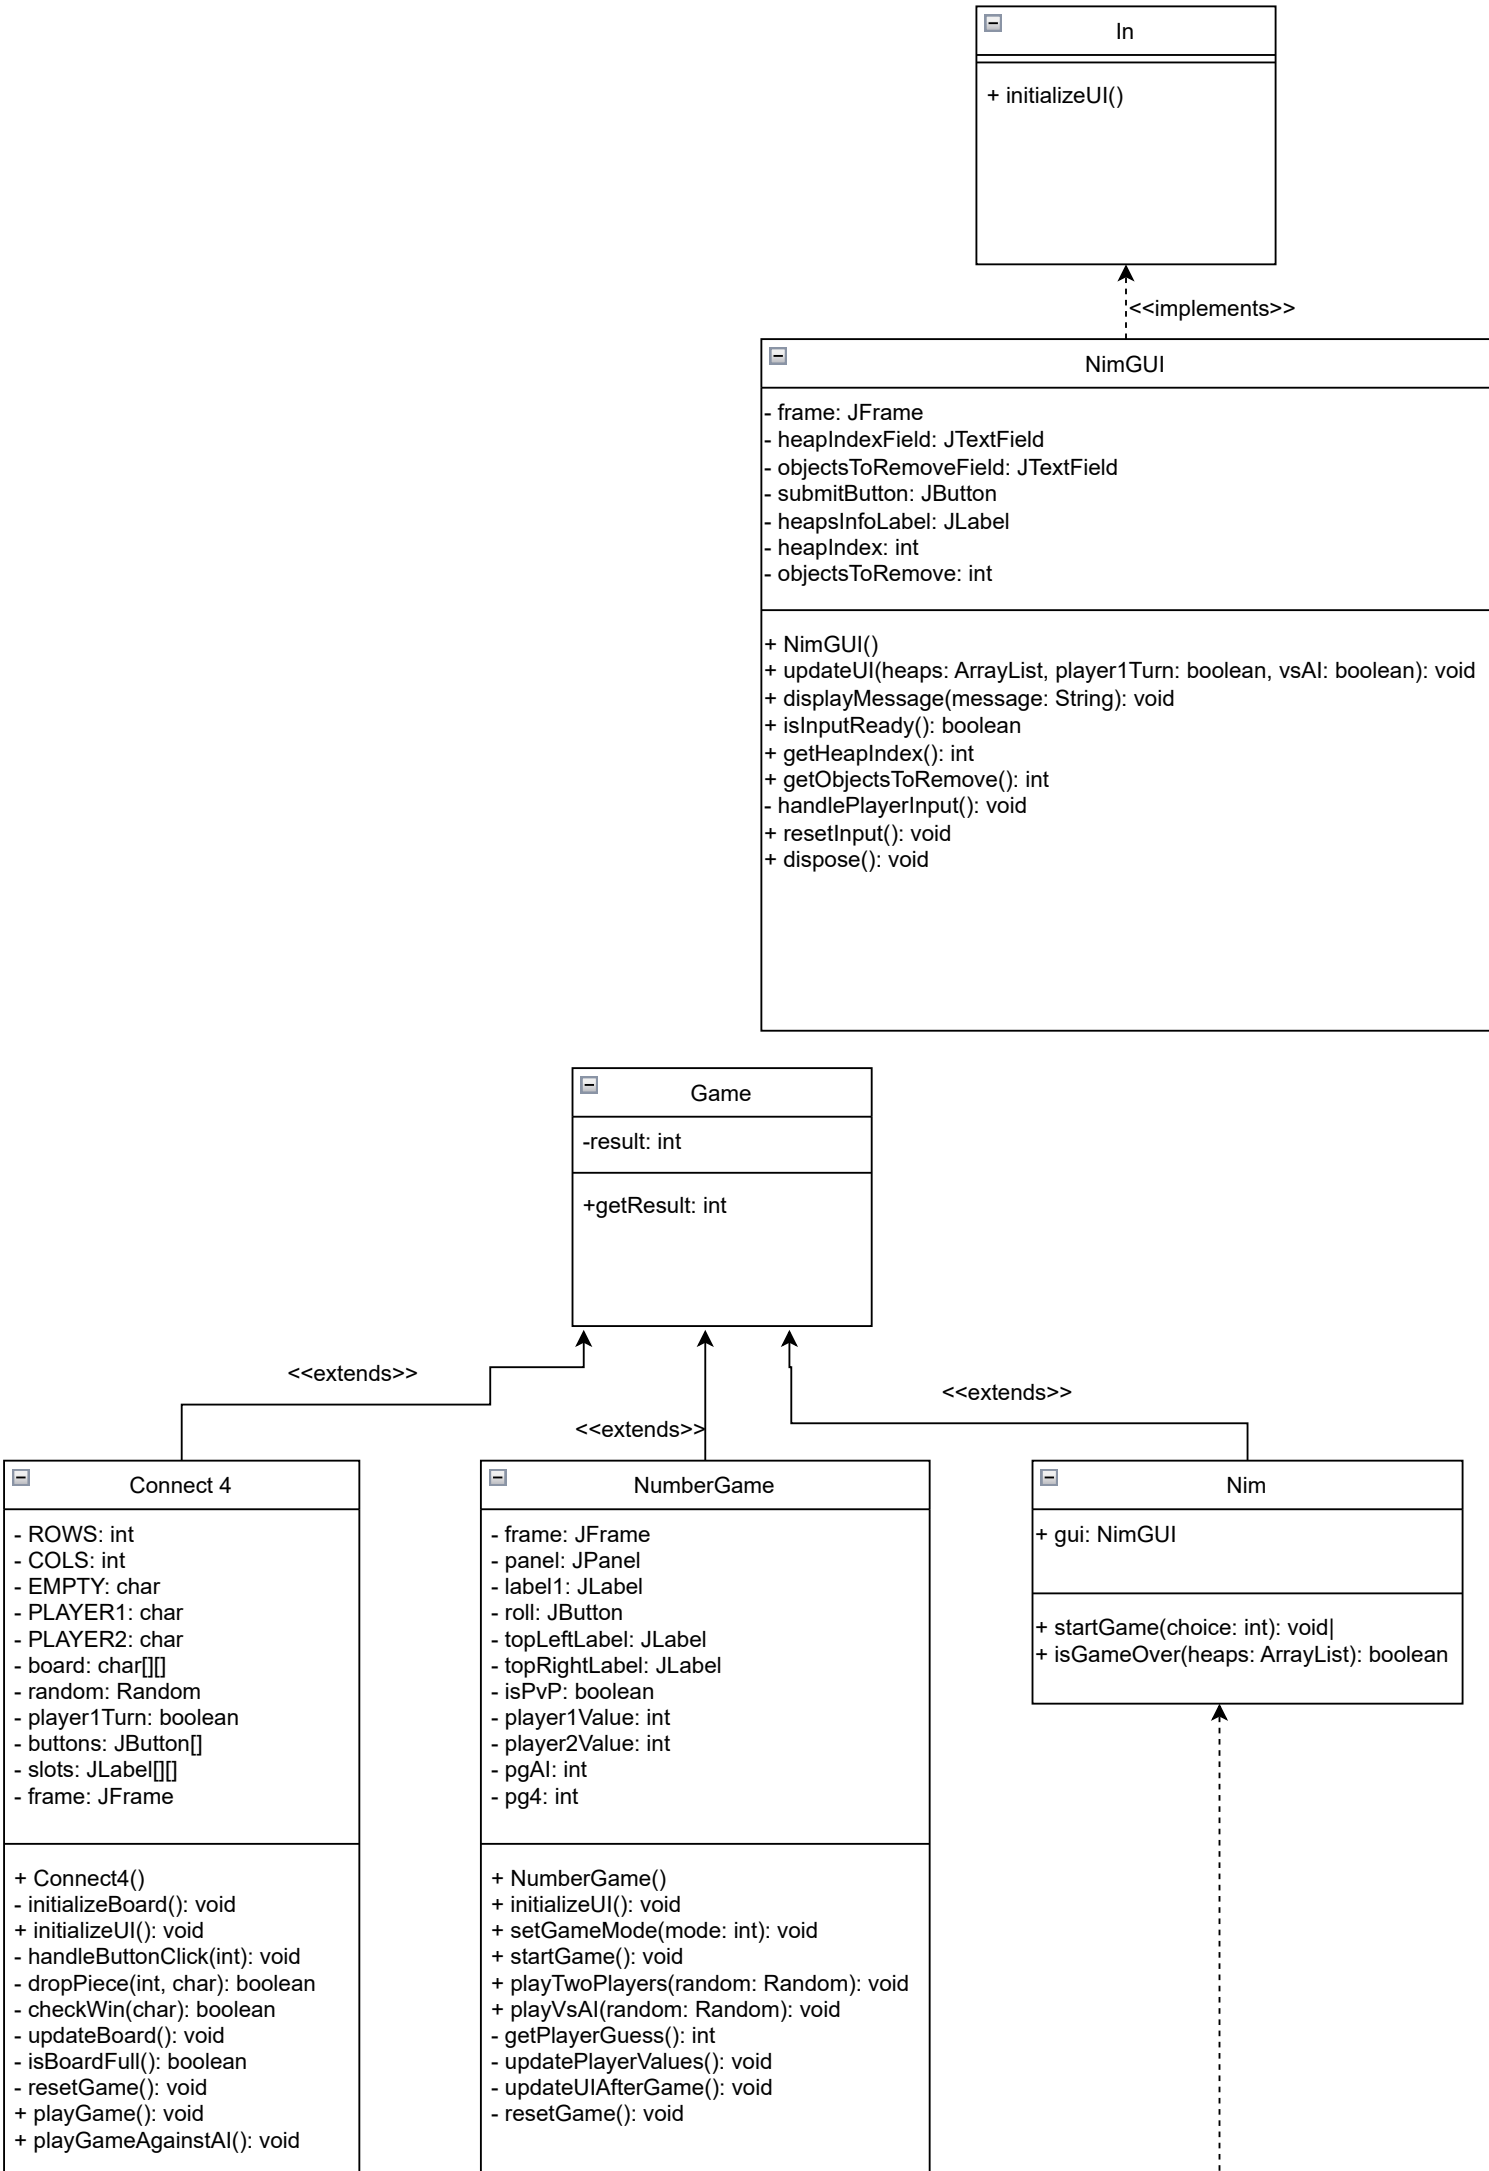 In
+ initializeUI()
<<implements>>
NimGUI
- frame: JFrame
- heapIndexField: JTextField
- objectsToRemoveField: JTextField
- submitButton: JButton
- heapsInfoLabel: JLabel
- heapIndex: int
- objectsToRemove: int
+ NimGUI()
+ updateUI(heaps: ArrayList, player1Turn: boolean, vsAI: boolean): void
+ displayMessage(message: String): void
+ isInputReady(): boolean
+ getHeapIndex(): int
+ getObjectsToRemove(): int
- handlePlayerInput(): void
+ resetInput(): void
+ dispose(): void
Game
-result: int
+getResult: int
<<extends>>
<<extends>>
<<extends>>
Connect 4
- ROWS: int
- COLS: int
- EMPTY: char
- PLAYER1: char
- PLAYER2: char
- board: char[][]
- random: Random
- player1Turn: boolean
- buttons: JButton[]
- slots: JLabel[][]
- frame: JFrame
+ Connect4()
- initializeBoard(): void
+ initializeUI(): void
- handleButtonClick(int): void
- dropPiece(int, char): boolean
- checkWin(char): boolean
- updateBoard(): void
- isBoardFull(): boolean
- resetGame(): void
+ playGame(): void
+ playGameAgainstAI(): void
NumberGame
- frame: JFrame
- panel: JPanel
- label1: JLabel
- roll: JButton
- topLeftLabel: JLabel
- topRightLabel: JLabel
- isPvP: boolean
- player1Value: int
- player2Value: int
- pgAI: int
- pg4: int
+ NumberGame()
+ initializeUI(): void
+ setGameMode(mode: int): void
+ startGame(): void
+ playTwoPlayers(random: Random): void
+ playVsAI(random: Random): void
- getPlayerGuess(): int
- updatePlayerValues(): void
- updateUIAfterGame(): void
- resetGame(): void
Nim
+ gui: NimGUI
+ startGame(choice: int): void|
+ isGameOver(heaps: ArrayList): boolean